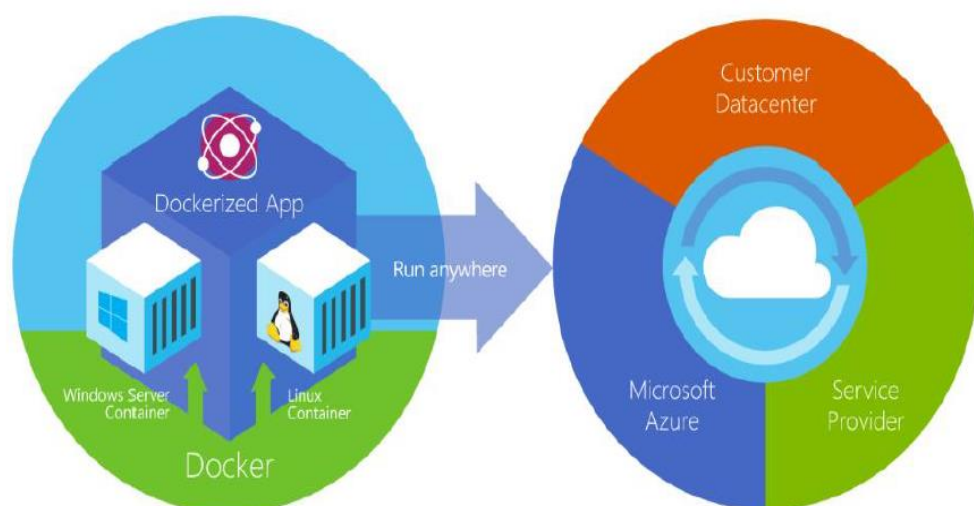 Dockerized App
Windows Server
Container
Linux
Container
Docker
Run anywhere
Customer
Datacenter
Microsoft
Azure
Service
Provider